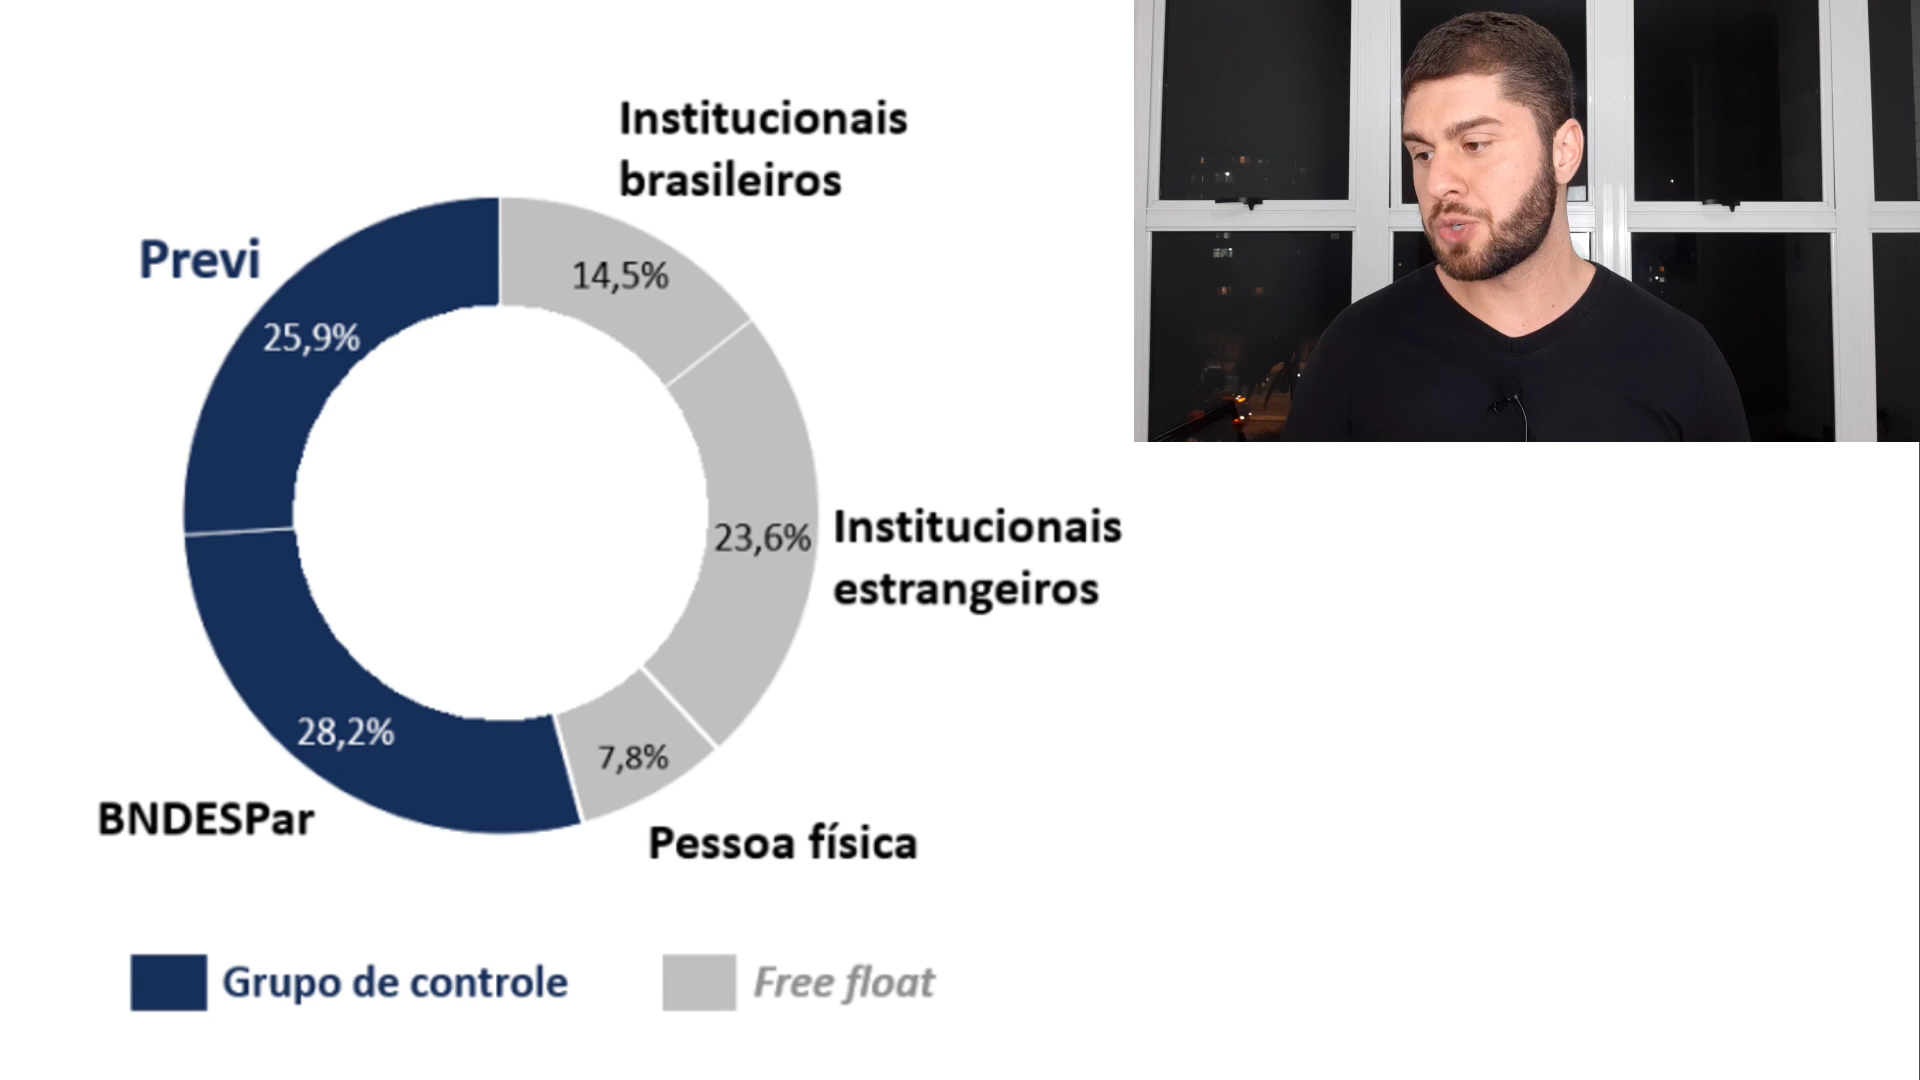 Institucionais
brasileiros
14,5%
Previ
25,9%
23,6%
Institucionais
estrangeiros
28,2%
7,8%
BNDESPar
Pessoa física
Grupo de controle
Free float